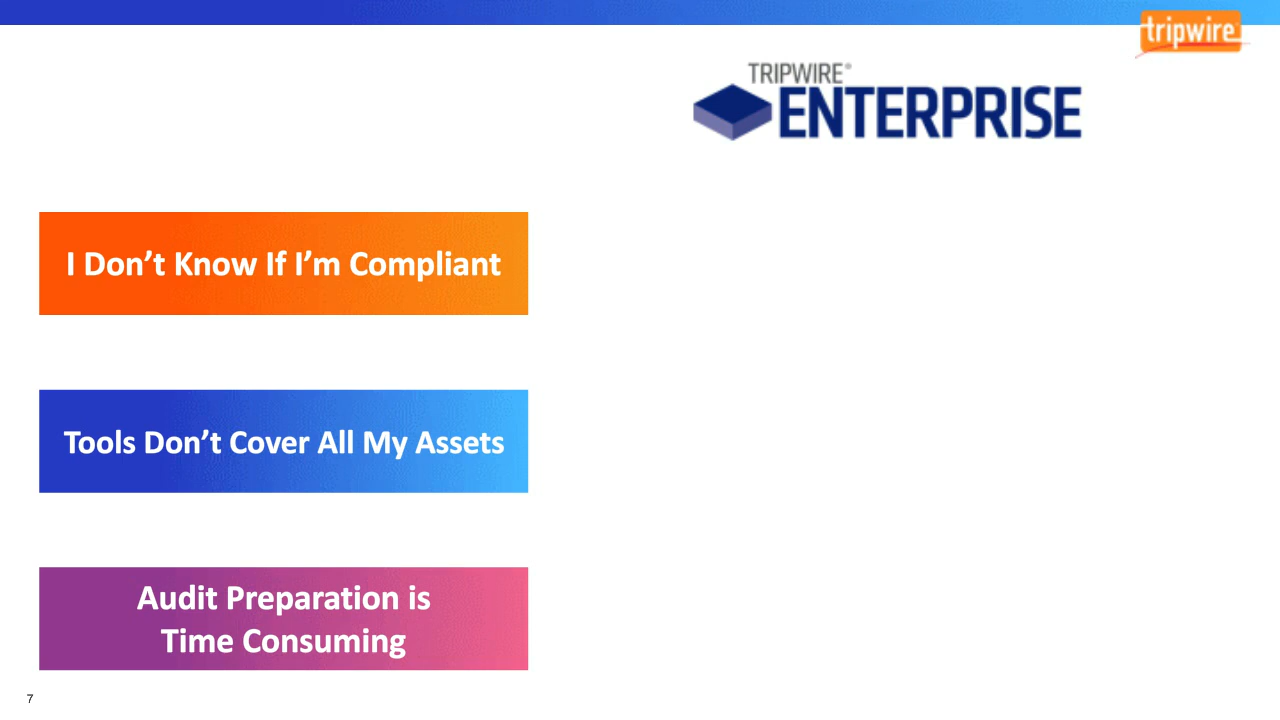 tripwire
TRIPWIRE®
ENTERPRISE
I Don’t Know If I’m Compliant
Tools Don’t Cover All My Assets
Audit Preparation is
Time Consuming
7